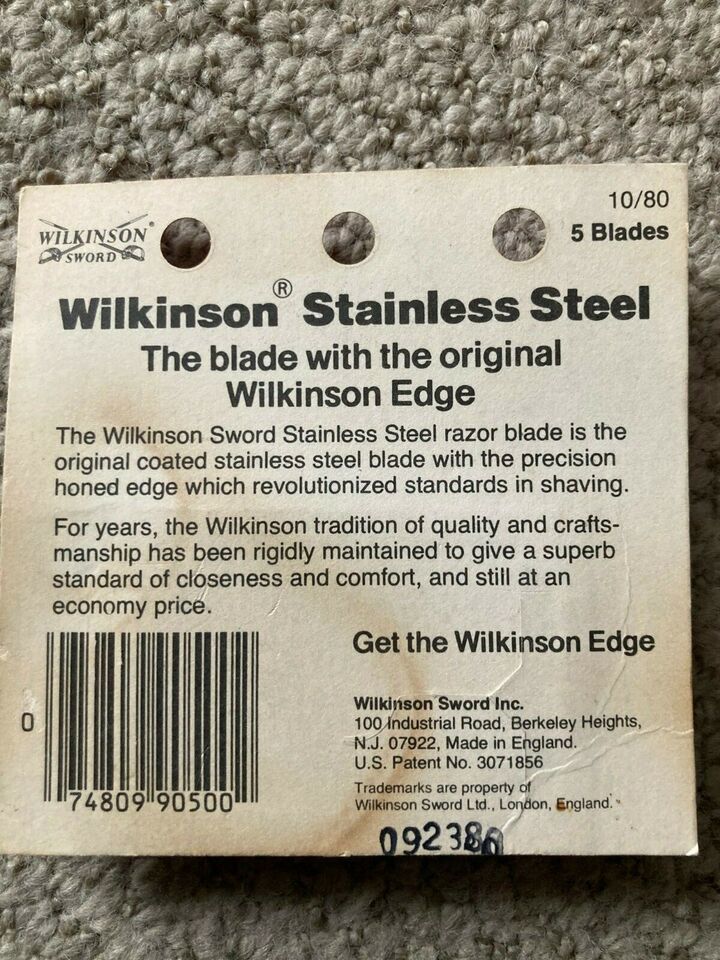 WILKINSON
SWORD
10/80
5 Blades
Wilkinson® Stainless Steel
The blade with the original
Wilkinson Edge
The Wilkinson Sword Stainless Steel razor blade is the
original coated stainless steel blade with the precision
honed edge which revolutionized standards in shaving.
For years, the Wilkinson tradition of quality and crafts-
manship has been rigidly maintained to give a superb
standard of closeness and comfort, and still at an
economy price.
Get the Wilkinson Edge
Wilkinson Sword Inc.
100 Industrial Road, Berkeley Heights,
N.J. 07922, Made in England.
U.S. Patent No. 3071856
Trademarks are property of
Wilkinson Sword Ltd., London, England.
0
74809 90500